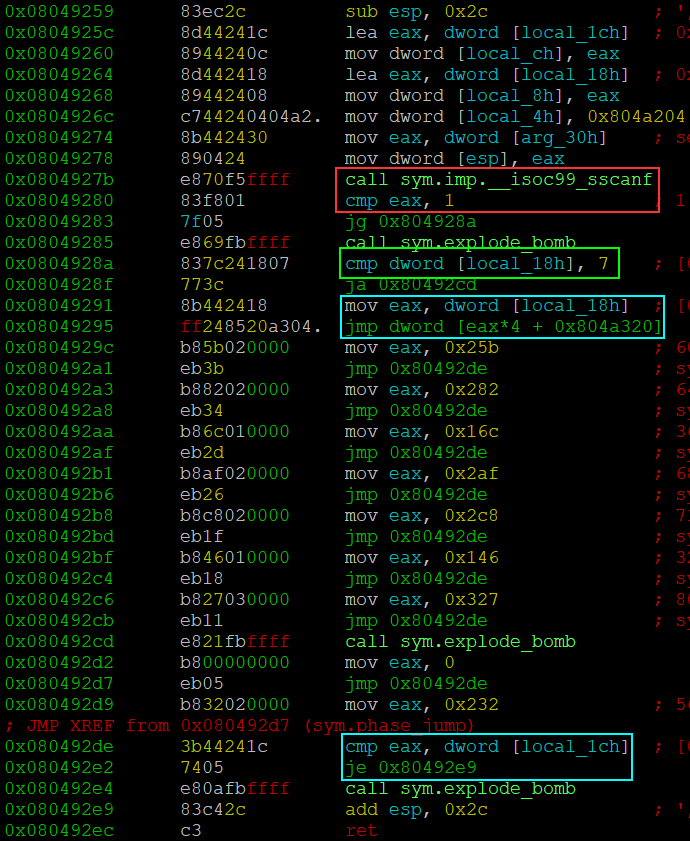 0x08049259 83ec2c sub esp, 0x2c ; '
0x0804925c 8d44241c lea eax, dword [local_1ch] ; 0
0x08049260 8944240c mov dword [local_ch], eax
0x08049264 8d442418 lea eax, dword [local_18h] ; 0
0x08049268 89442408 mov dword [local_8h], eax
0x0804926c c744240404a2. mov dword [local_4h], 0x804a204
0x08049274 8b442430 mov eax, dword [arg_30h] ; se
0x08049278 890424 mov dword [esp], eax
0x0804927b e870f5ffff call sym.imp.__isoc99_sscanf
0x08049280 83f801 cmp eax, 1 ; 1
0x08049283 7f05 jg 0x804928a
0x08049285 e869fbffff call sym.explode_bomb
0x0804928a 837c241807 cmp dword [local_18h], 7 ; [0
0x0804928f 773c ja 0x80492cd
0x08049291 8b442418 mov eax, dword [local_18h] ; [0
0x08049295 ff248520a304. jmp dword [eax*4 + 0x804a320]
0x0804929c b85b020000 mov eax, 0x25b ; 60
0x080492a1 eb3b jmp 0x80492de ; sy
0x080492a3 b882020000 mov eax, 0x282 ; 64
0x080492a8 eb34 jmp 0x80492de ; sy
0x080492aa b86c010000 mov eax, 0x16c ; 36
0x080492af eb2d jmp 0x80492de ; sy
0x080492b1 b8af020000 mov eax, 0x2af ; 68
0x080492b6 eb26 jmp 0x80492de ; sy
0x080492b8 b8c8020000 mov eax, 0x2c8 ; 71
0x080492bd eb1f jmp 0x80492de ; sy
0x080492bf b846010000 mov eax, 0x146 ; 32
0x080492c4 eb18 jmp 0x80492de ; sy
0x080492c6 b827030000 mov eax, 0x327 ; 80
0x080492cb eb11 jmp 0x80492de ; sy
0x080492cd e821fbffff call sym.explode_bomb
0x080492d2 b800000000 mov eax, 0
0x080492d7 eb05 jmp 0x80492de
0x080492d9 b832020000 mov eax, 0x232 ; 56
; JMP XREF from 0x080492d7 (sym.phase_jump)
0x080492de 3b44241c cmp eax, dword [local_1ch] ; [0
0x080492e2 7405 je 0x80492e9
0x080492e4 e80afbffff call sym.explode_bomb
0x080492e9 83c42c add esp, 0x2c ; ',
0x080492ec c3 ret